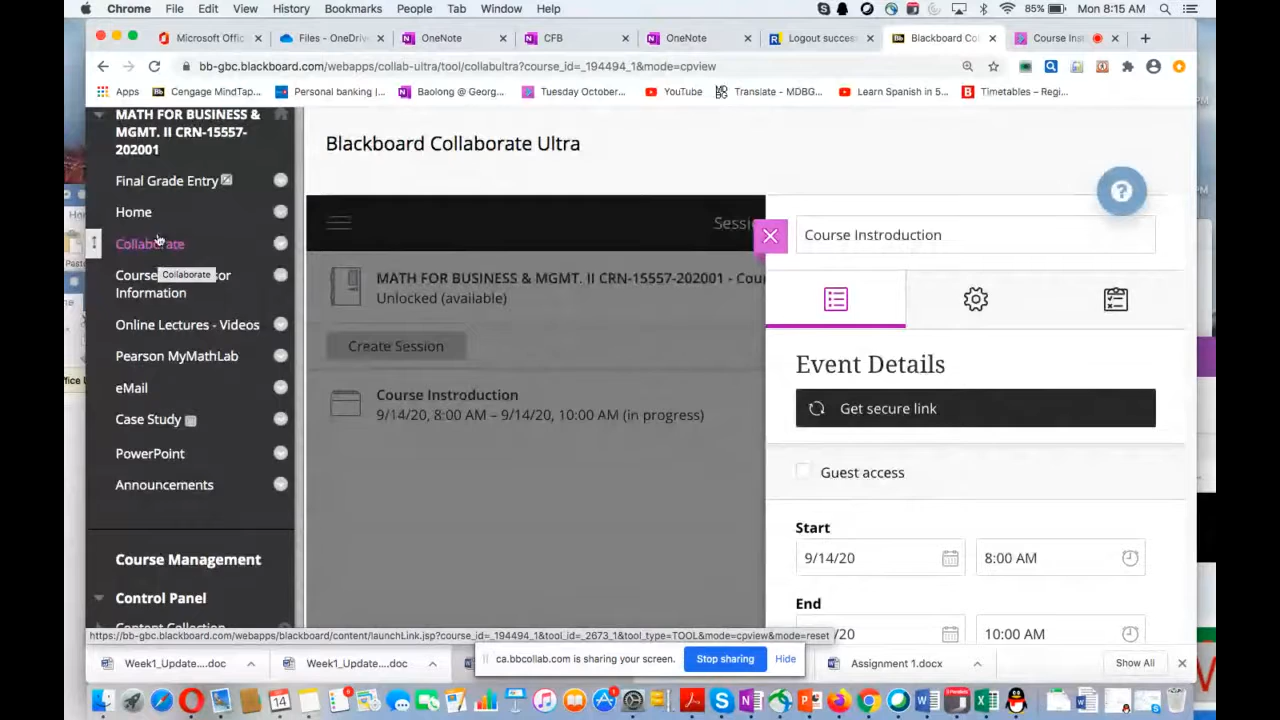 Chrome File Edit View History Bookmarks People Tab Window Help 85% Mon 8:15 AM
Microsoft Offic Files - OneDriv OneNote CFB OneNote Logout succes Blackboard Co Course Inst
bb-gbc.blackboard.com/webapps/collab-ultra/tool/collabultra?course_id=_194494_1&mode=cpview
Apps Cengage MindTap... Personal banking |... Baolong @ Georg... Tuesday October... YouTube Translate - MDBG... Learn Spanish in 5... Timetables – Regi...
MATH FOR BUSINESS &
MGMT. II CRN-15557-
202001
Final Grade Entry
Home
Collaborate
Course or
Collaborate
Information
Online Lectures - Videos
Pearson MyMathLab
eMail
Case Study
PowerPoint
Announcements
Course Management
Control Panel
Content Collection
Blackboard Collaborate Ultra
Sessi
MATH FOR BUSINESS & MGMT. II CRN-15557-202001 - Cou
Unlocked (available)
Create Session
Course Instroduction
9/14/20, 8:00 AM – 9/14/20, 10:00 AM (in progress)
Course Instroduction
Event Details
Get secure link
Guest access
Start
9/14/20 8:00 AM
End
/20 10:00 AM
https://bb-gbc.blackboard.com/webapps/blackboard/content/launchLink.jsp?course_id=_194494_1&tool_id=_2673_1&tool_type=TOOL&mode=cpview&mode=reset
Week1_Update....doc Week1_Update....doc ca.bbcollab.com is sharing your screen. Stop sharing Hide Assignment 1.docx Show All